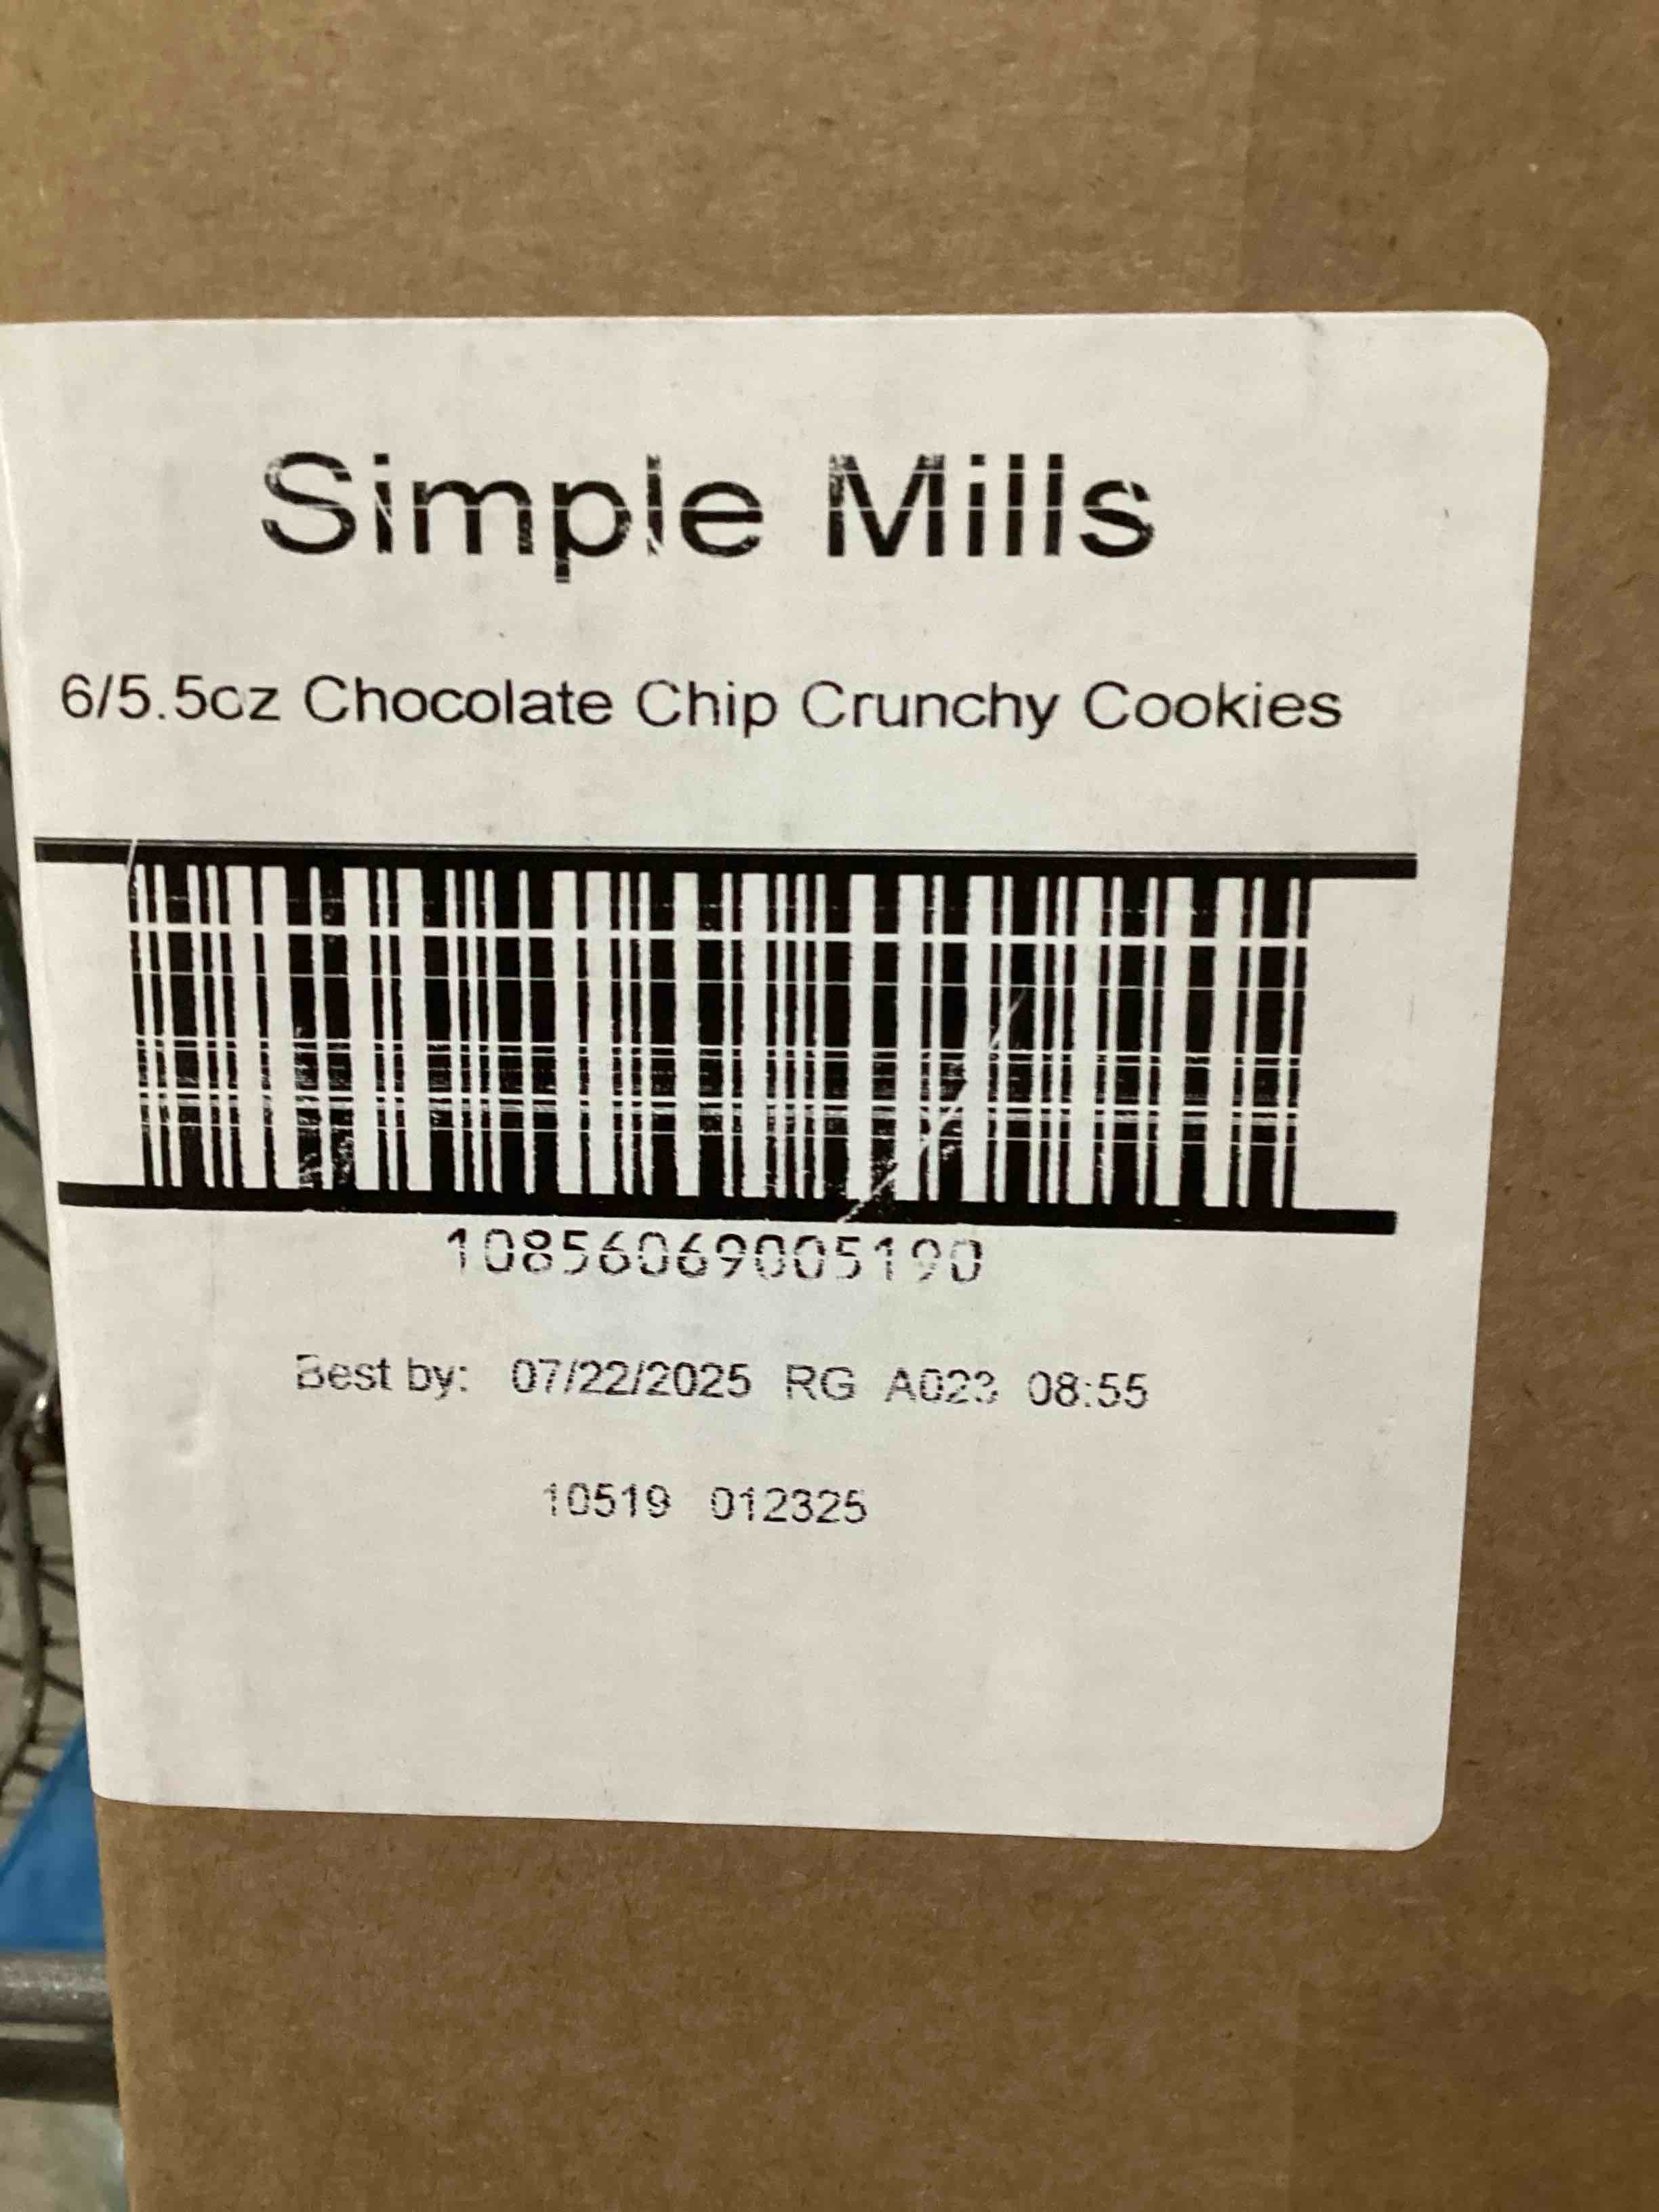 Simple Mills
6/5.5oz Chocolate Chip Crunchy Cookies
10856069005190
Best by: 07/22/2025 RG A023 08:55
10519 012325